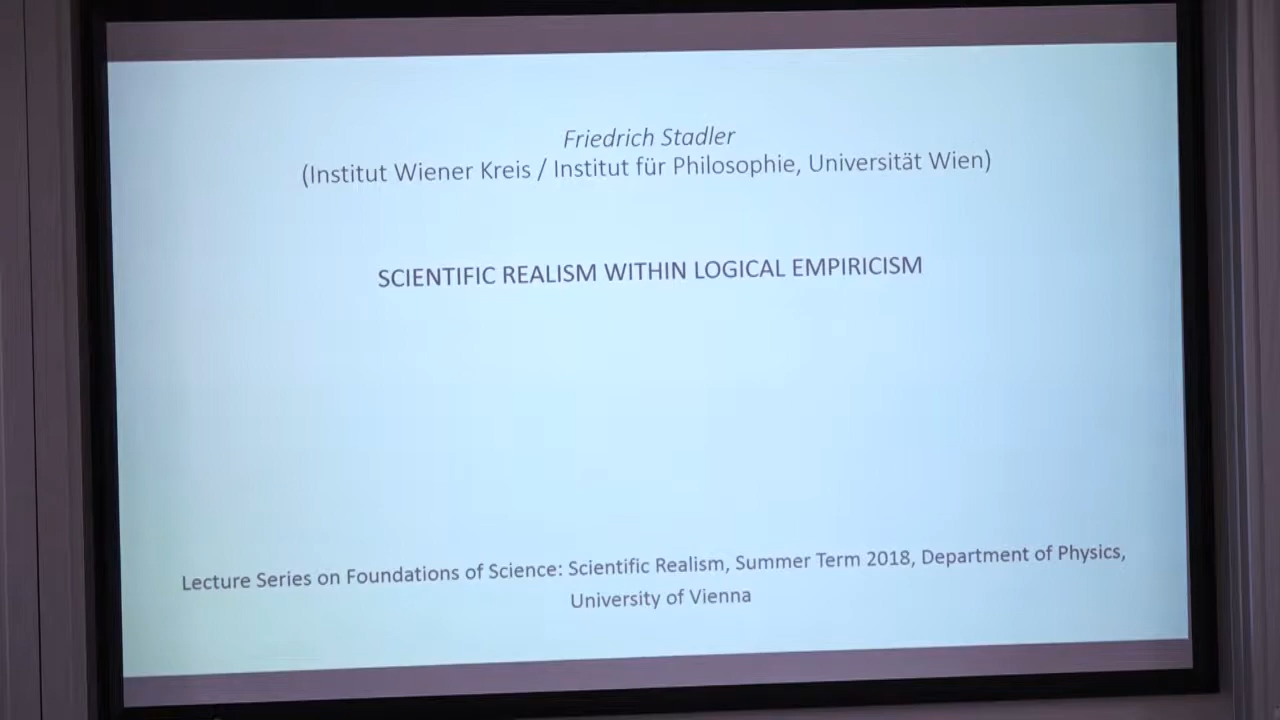 Friedrich Stadler
(Institut Wiener Kreis / Institut für Philosophie, Universität Wien)
SCIENTIFIC REALISM WITHIN LOGICAL EMPIRICISM
Lecture Series on Foundations of Science: Scientific Realism, Summer Term 2018, Department of Physics,
University of Vienna